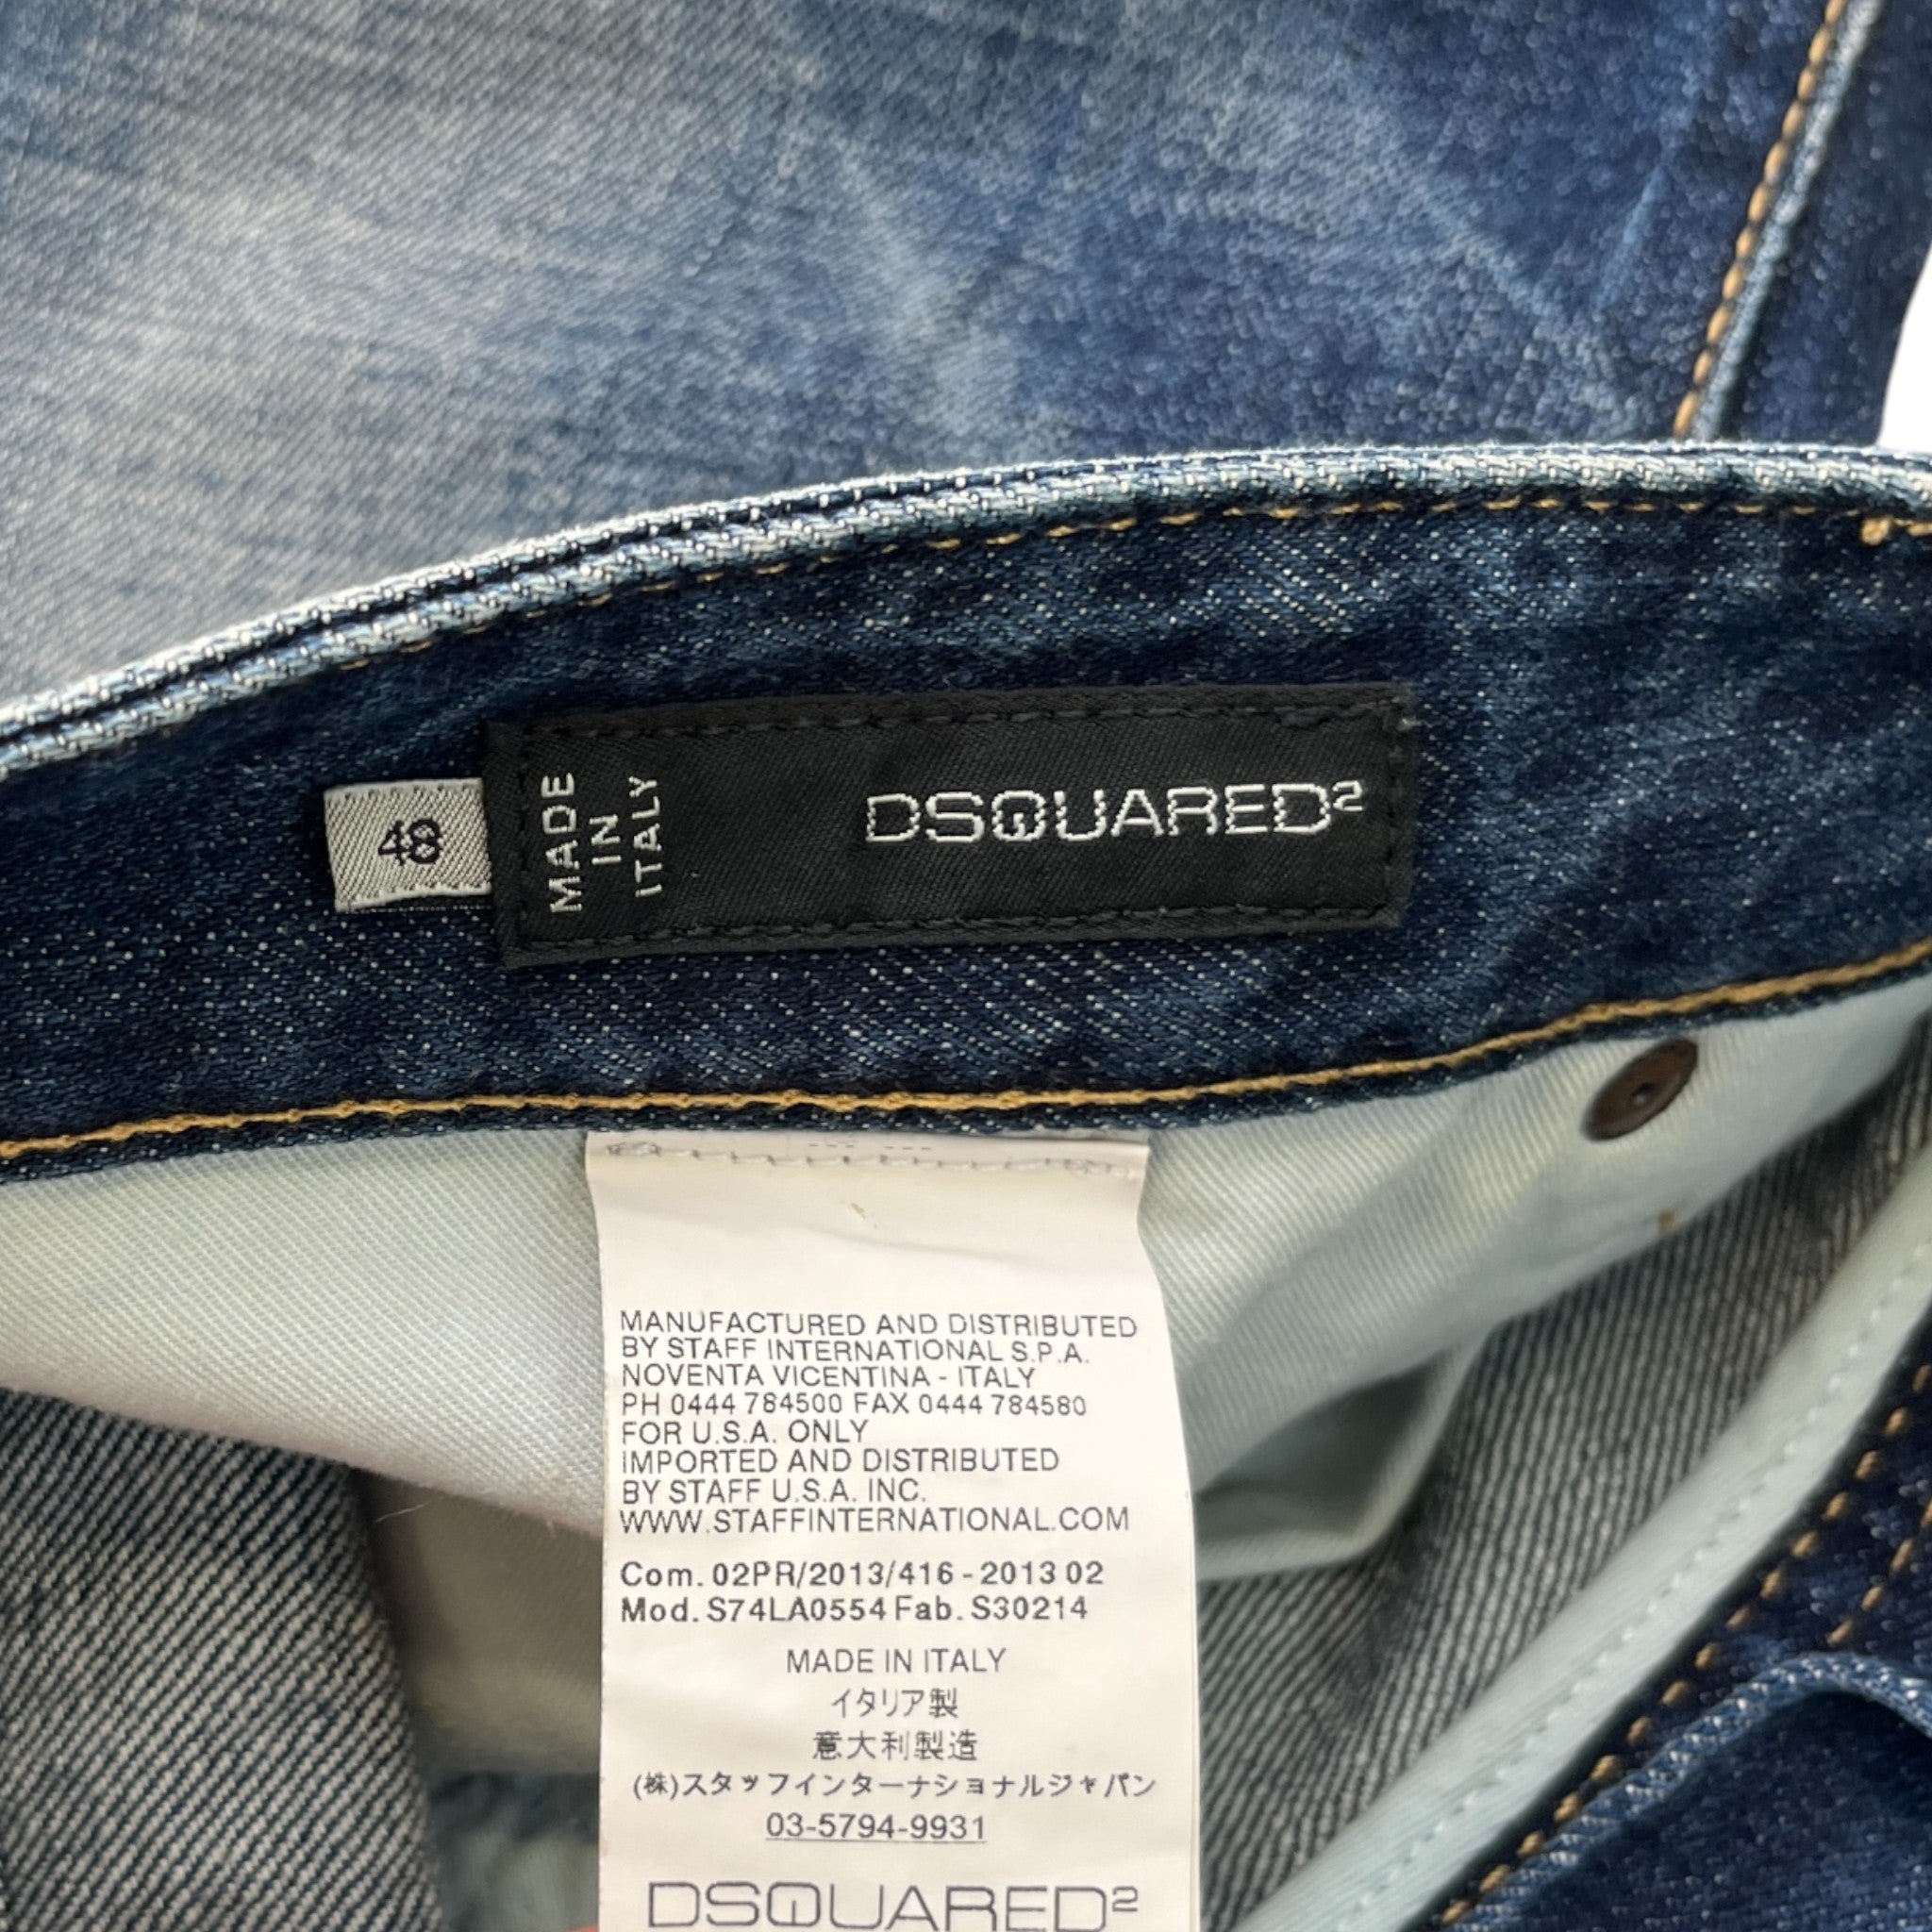 48
MADE
IN
ITALY
DSQUARED²
MANUFACTURED AND DISTRIBUTED
BY STAFF INTERNATIONAL S.P.A.
NOVENTA VICENTINA - ITALY
PH 0444 784500 FAX 0444 784580
FOR U.S.A. ONLY
IMPORTED AND DISTRIBUTED
BY STAFF U.S.A. INC.
WWW.STAFFINTERNATIONAL.COM
Com. 02PR/2013/416 - 2013 02
Mod. S74LA0554 Fab. S30214
MADE IN ITALY
イタリア製
意大利製造
(株)スタッフインターナショナルジャパン
03-5794-9931
DSQUARED²